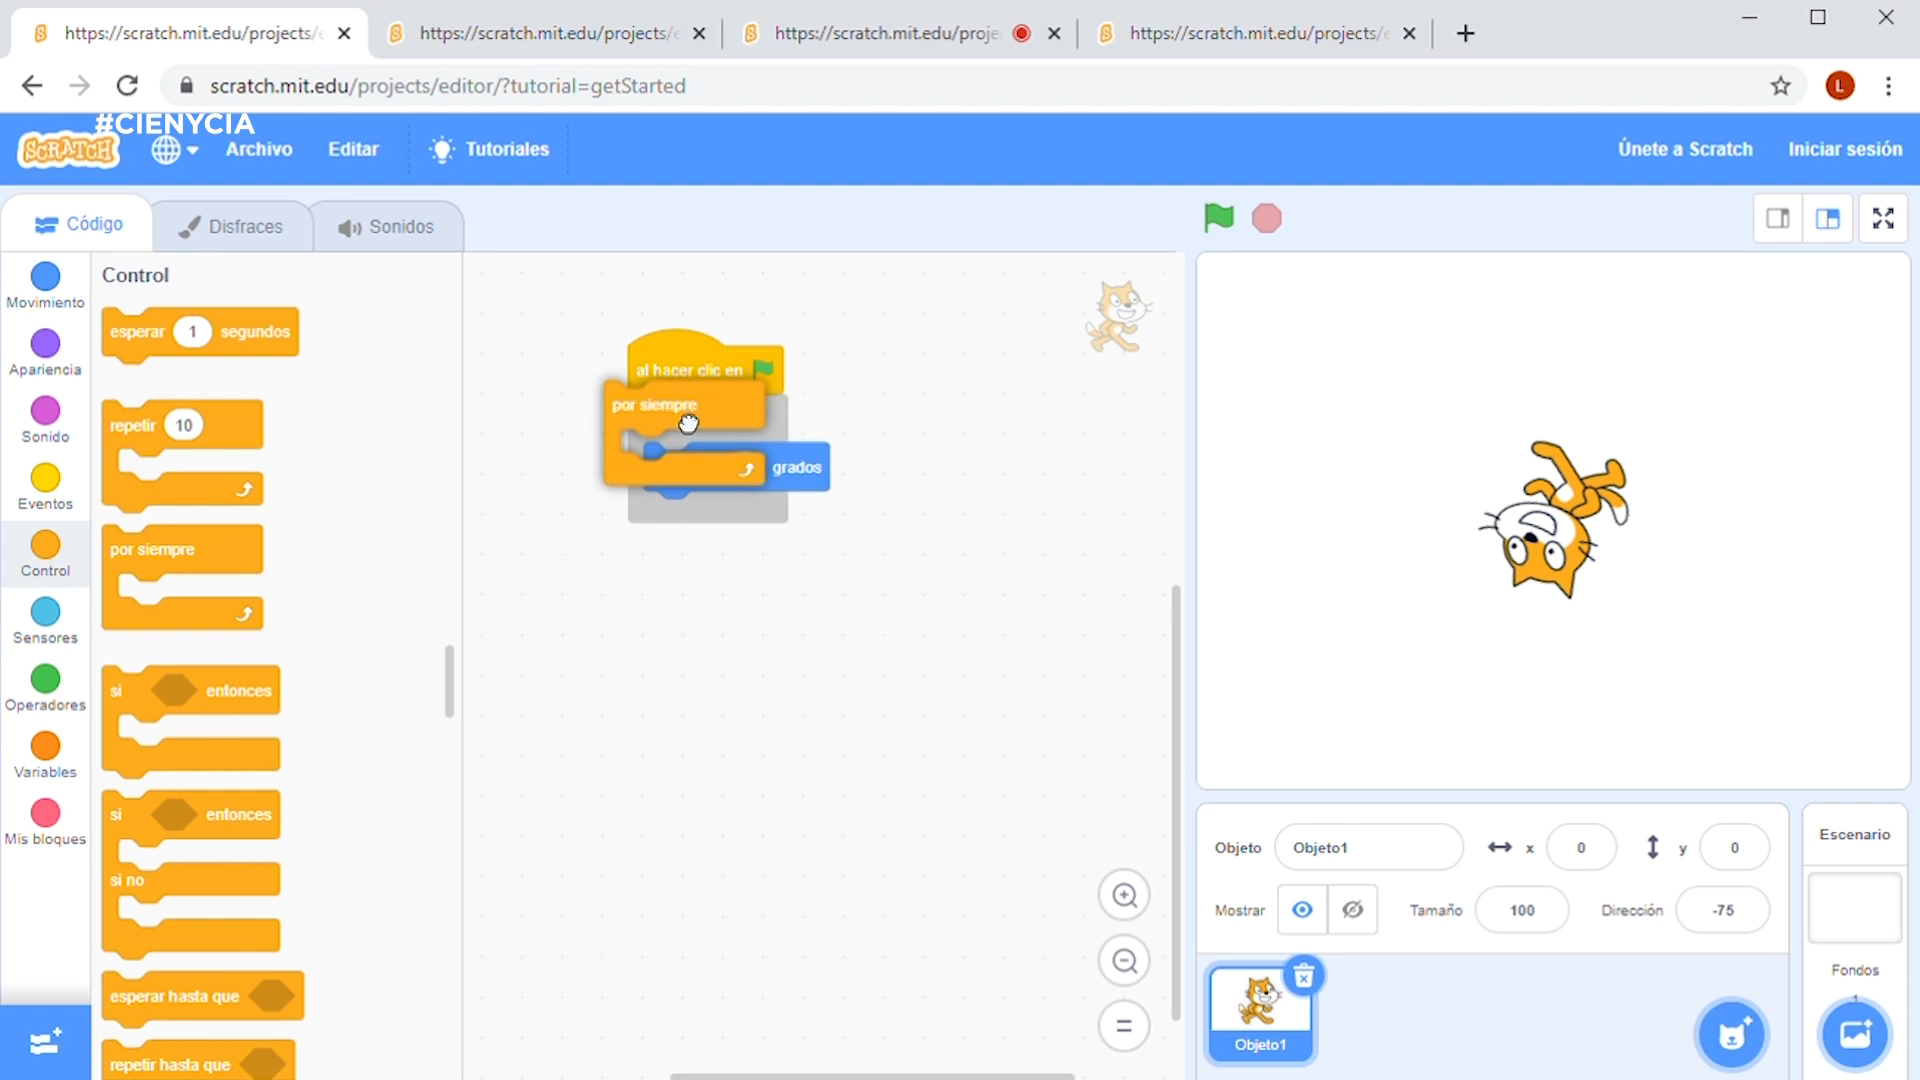 https://scratch.mit.edu/projects/e
https://scratch.mit.edu/projects/e
https://scratch.mit.edu/proje
https://scratch.mit.edu/projects/e
scratch.mit.edu/projects/editor/?tutorial=getStarted
L
#CIENYCIA
SCRATCH
Archivo
Editar
Tutoriales
Únete a Scratch
Iniciar sesión
Código
Disfraces
Sonidos
Movimiento
Apariencia
Sonido
Eventos
Control
Sensores
Operadores
Variables
Mis bloques
Control
esperar 1 segundos
repetir 10
por siempre
si entonces
si entonces
si no
esperar hasta que
repetir hasta que
al hacer clic en
por siempre
grados
Objeto Objeto1 x 0 y 0
Mostrar Tamaño 100 Dirección -75
Objeto1
Escenario
Fondos
1